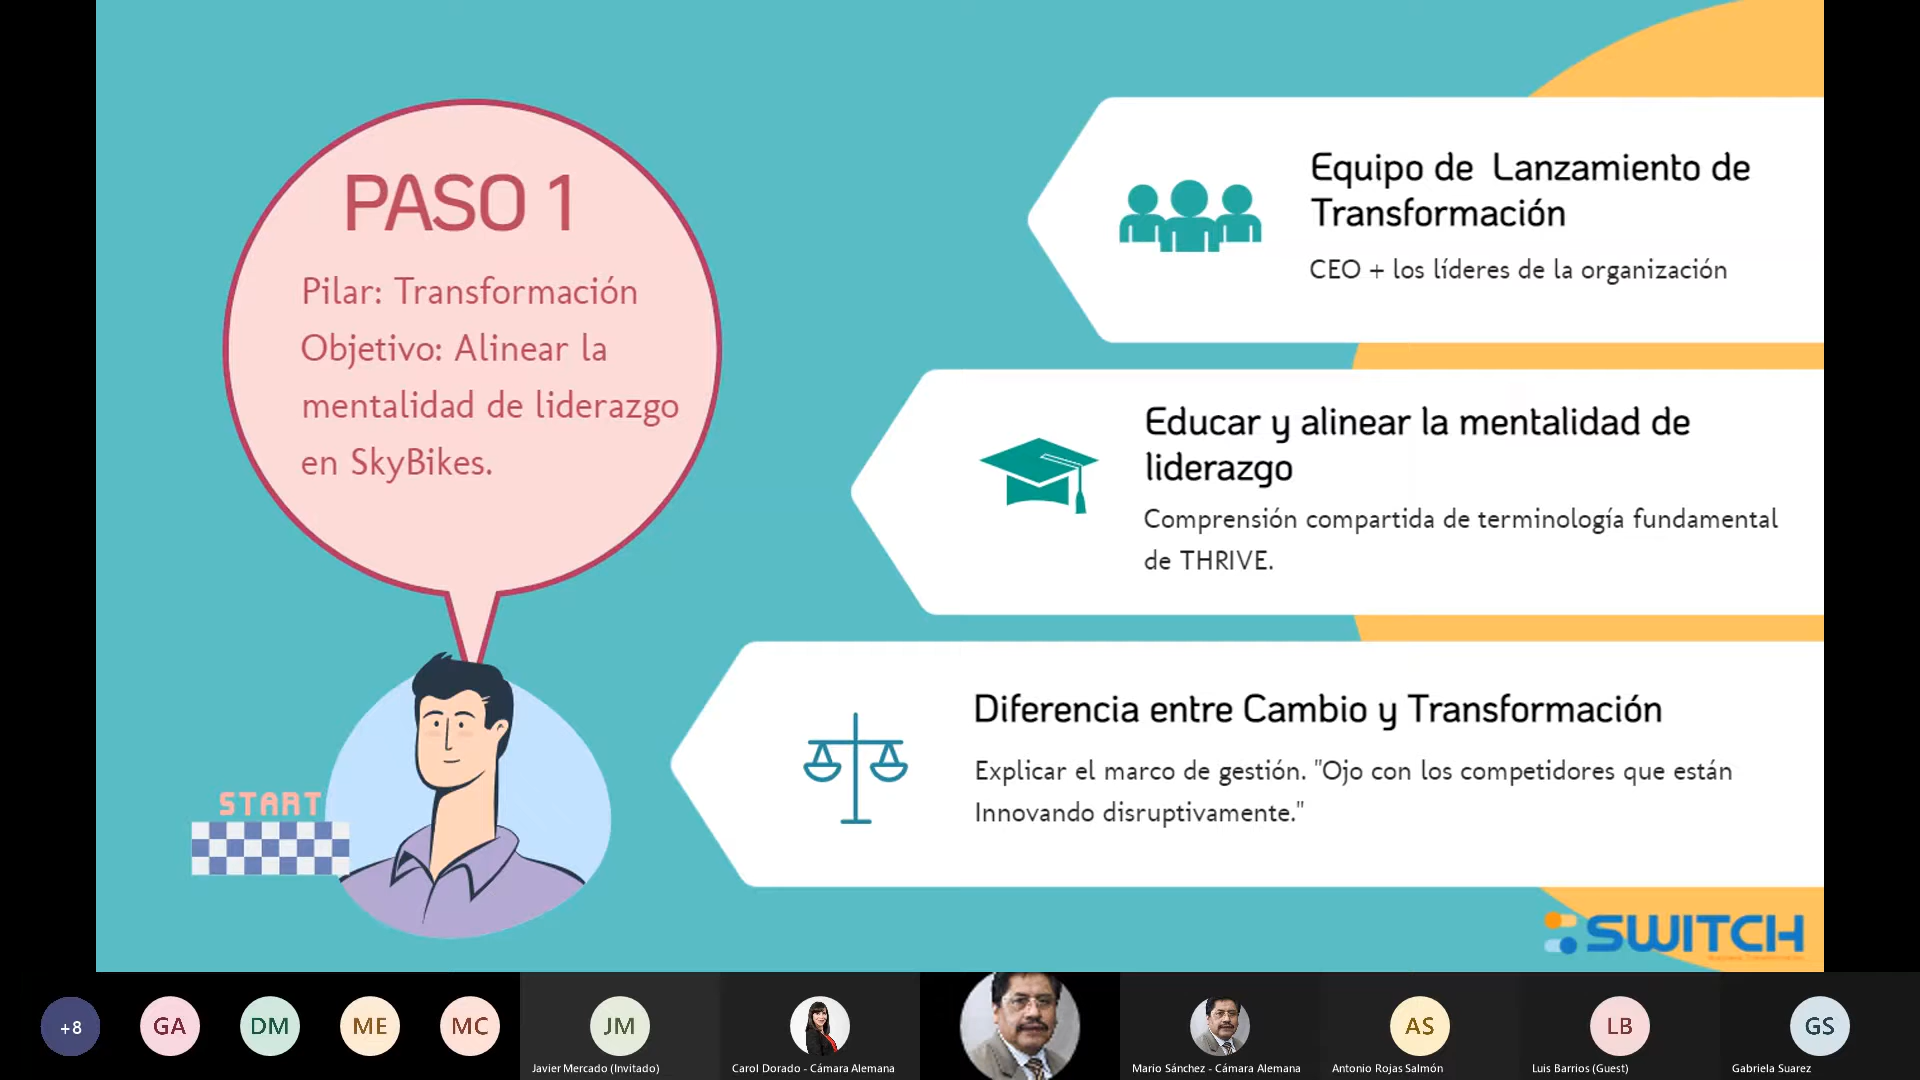 PASO 1
Pilar: Transformación
Objetivo: Alinear la
mentalidad de liderazgo
en SkyBikes.
START
Equipo de Lanzamiento de
Transformación
CEO + los líderes de la organización
Educar y alinear la mentalidad de
liderazgo
Comprensión compartida de terminología fundamental
de THRIVE.
Diferencia entre Cambio y Transformación
Explicar el marco de gestión. "Ojo con los competidores que están
Innovando disruptivamente."
SWITCH
+8
GA
DM
ME
MC
JM
Javier Mercado (Invitado)
Carol Dorado - Cámara Alemana
Mario Sánchez - Cámara Alemana
AS
Antonio Rojas Salmón
LB
Luis Barrios (Guest)
GS
Gabriela Suarez